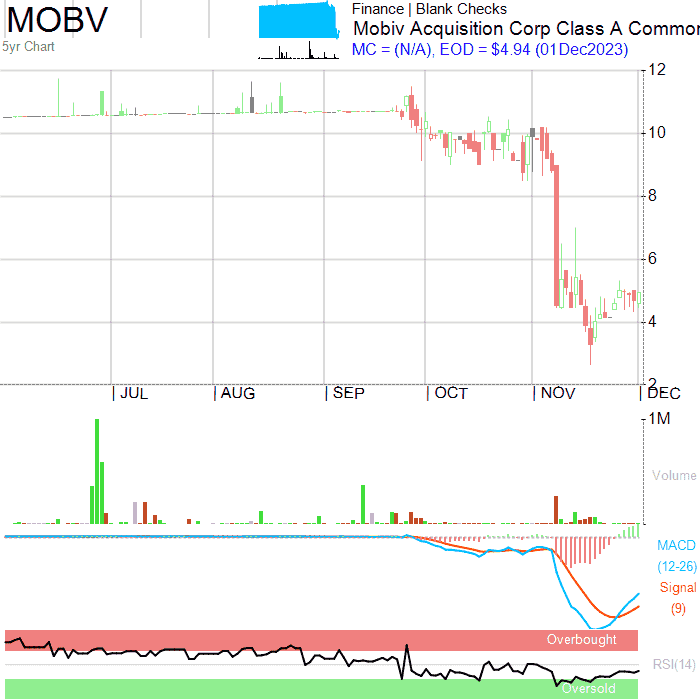 MOBV
5yr Chart
Finance | Blank Checks
Mobiv Acquisition Corp Class A Common
MC = (N/A), EOD = $4.94 (01Dec2023)
12
10
8
6
4
2
JUL
AUG
SEP
OCT
NOV
DEC
1M
Volume
MACD
(12-26)
Signal
(9)
Overbought
RSI(14)
Oversold